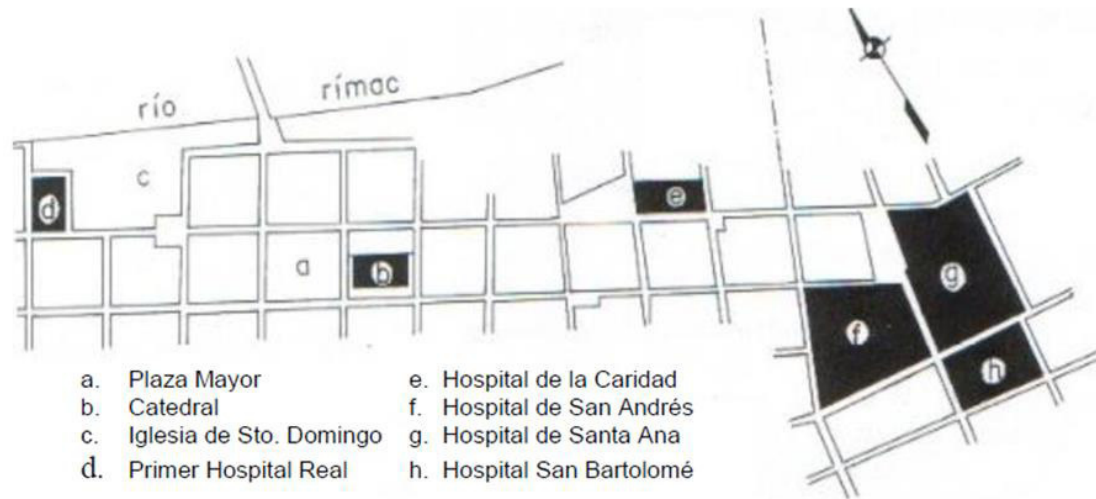 río
rímac
c
d
e
a
b
g
f
h
a. Plaza Mayor
b. Catedral
c. Iglesia de Sto. Domingo
d. Primer Hospital Real
e. Hospital de la Caridad
f. Hospital de San Andrés
g. Hospital de Santa Ana
h. Hospital San Bartolomé